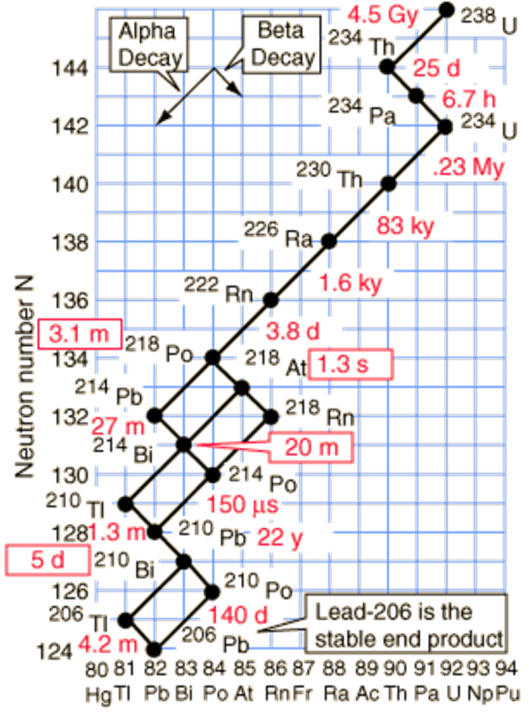 4.5 Gy
238 U
Alpha Decay
Beta Decay
234 Th
144
25 d
6.7 h
234 Pa
142
234 U
.23 My
140
230 Th
83 ky
138
226 Ra
1.6 ky
136
222 Rn
3.8 d
3.1 m
134
218 Po
218 At
1.3 s
214 Pb
132
218 Rn
27 m
214 Bi
20 m
130
214 Po
210 Tl
150 µs
128
1.3 m
210 Pb
22 y
5 d
210 Bi
126
210 Po
206 Tl
140 d
Lead-206 is the
stable end product
4.2 m
206 Pb
124
Neutron number N
80 81 82 83 84 85 86 87 88 89 90 91 92 93 94
Hg Tl Pb Bi Po At Rn Fr Ra Ac Th Pa U Np Pu